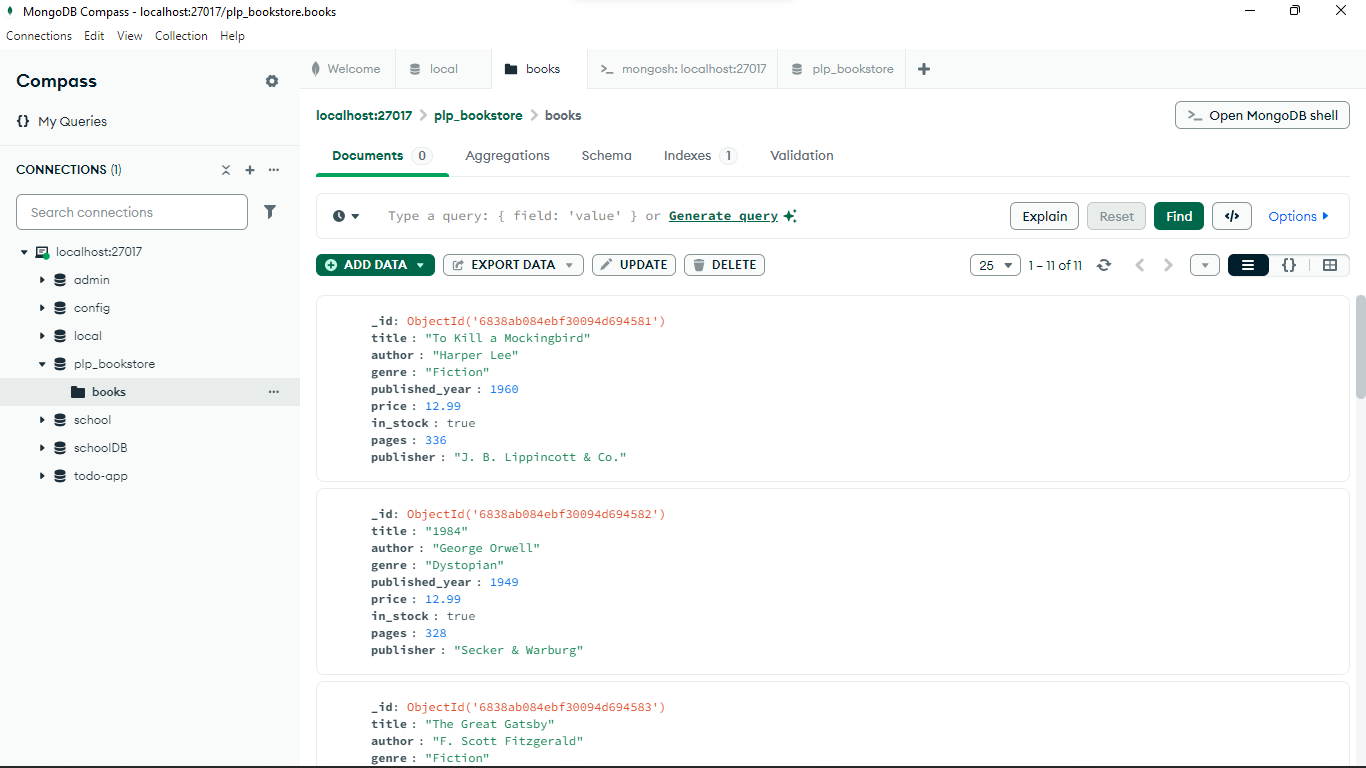 MongoDB Compass - localhost:27017/plp_bookstore.books
Connections Edit View Collection Help
Compass
{} My Queries
CONNECTIONS (1)
Search connections
localhost:27017
admin
config
local
plp_bookstore
books
school
schoolDB
todo-app
Welcome local books >_ mongosh: localhost:27017 plp_bookstore +
localhost:27017 > plp_bookstore > books
>_ Open MongoDB shell
Documents 0 Aggregations Schema Indexes 1 Validation
Type a query: { field: 'value' } or Generate query
Explain Reset Find </> Options
ADD DATA EXPORT DATA UPDATE DELETE
25 1 – 11 of 11 {}
_id: ObjectId('6838ab084ebf30094d694581')
title : "To Kill a Mockingbird"
author : "Harper Lee"
genre : "Fiction"
published_year : 1960
price : 12.99
in_stock : true
pages : 336
publisher : "J. B. Lippincott & Co."
_id: ObjectId('6838ab084ebf30094d694582')
title : "1984"
author : "George Orwell"
genre : "Dystopian"
published_year : 1949
price : 12.99
in_stock : true
pages : 328
publisher : "Secker & Warburg"
_id: ObjectId('6838ab084ebf30094d694583')
title : "The Great Gatsby"
author : "F. Scott Fitzgerald"
genre : "Fiction"